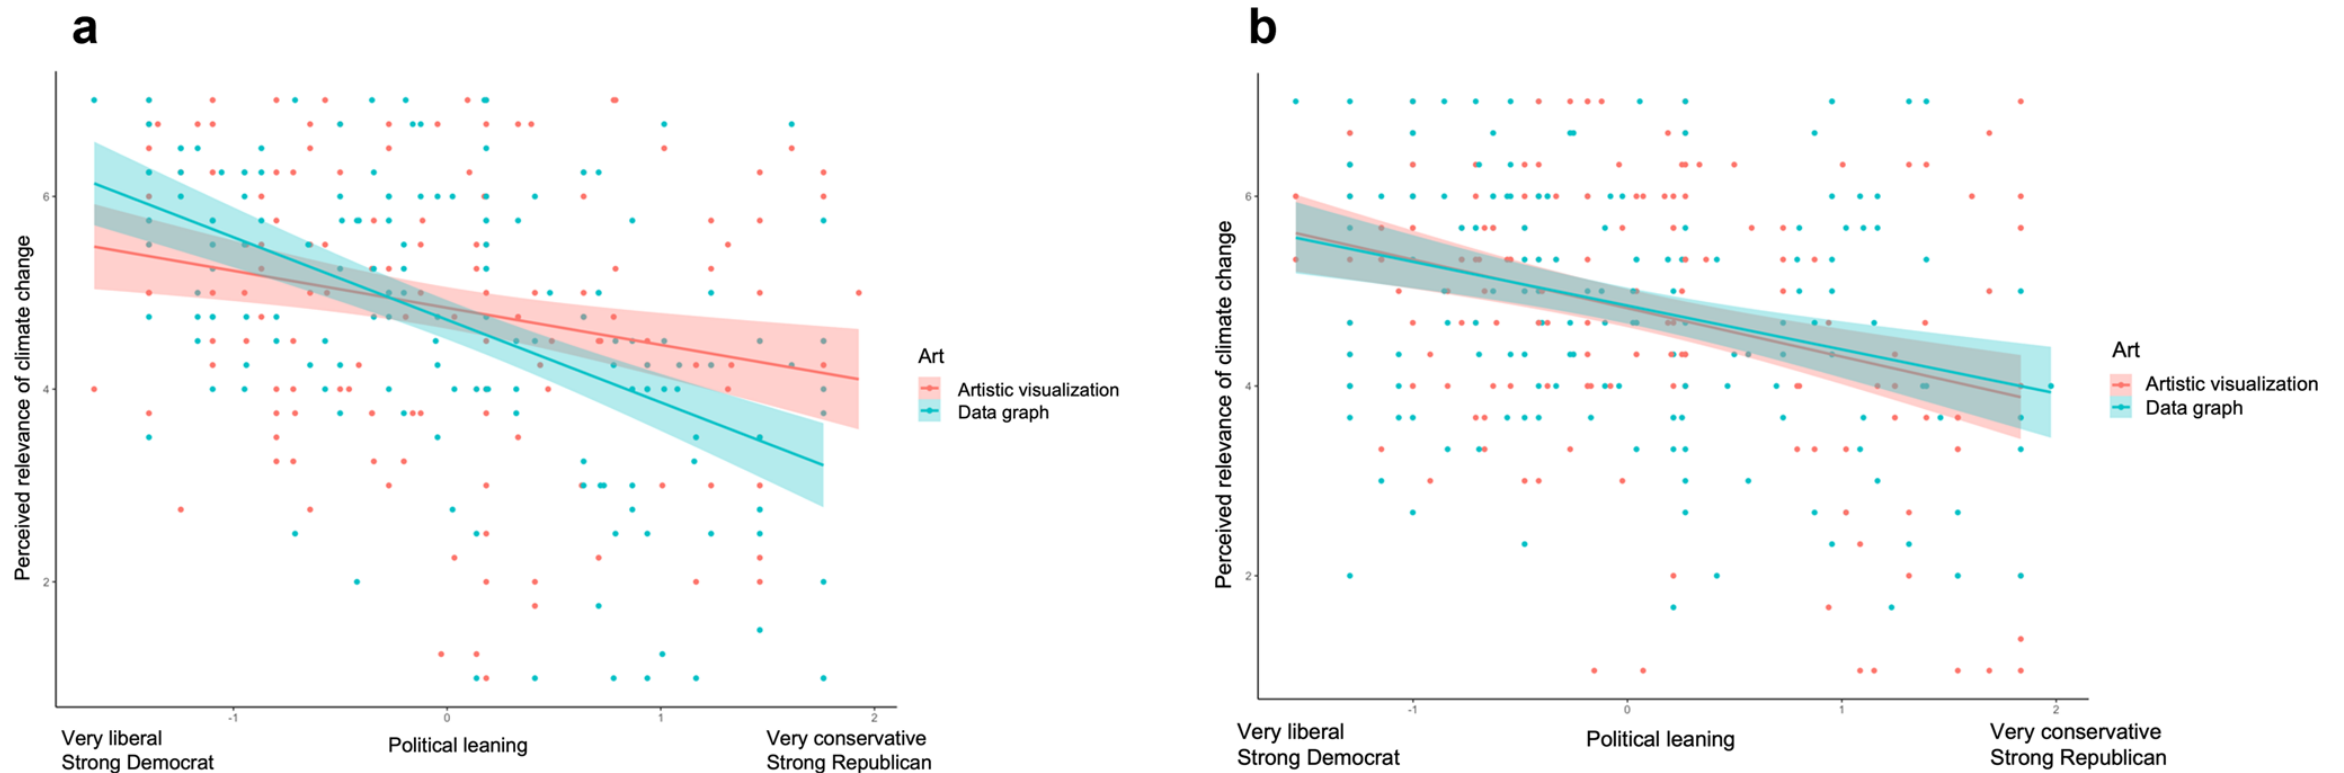 a
Perceived relevance of climate change
6
4
2
-1
0
1
2
Very liberal
Strong Democrat
Political leaning
Very conservative
Strong Republican
Art
Artistic visualization
Data graph
b
Perceived relevance of climate change
6
4
2
-1
0
1
2
Very liberal
Strong Democrat
Political leaning
Very conservative
Strong Republican
Art
Artistic visualization
Data graph